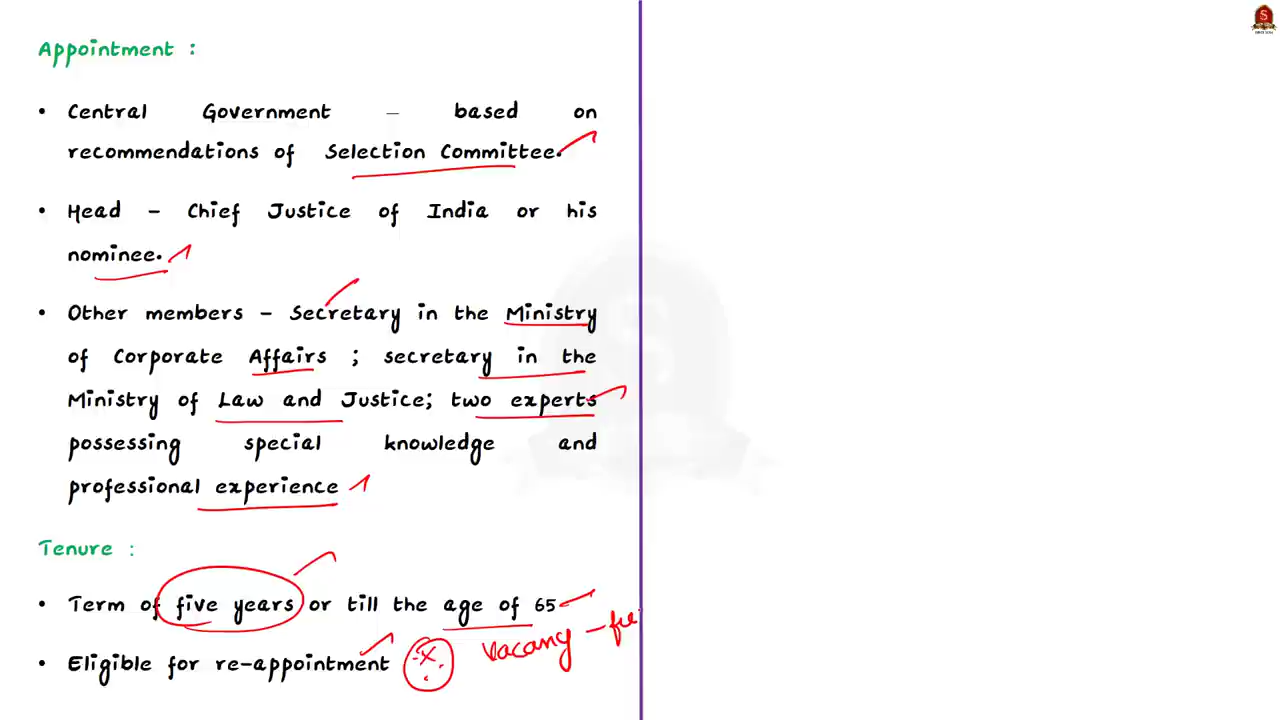 Appointment :
• Central Government – based on
recommendations of Selection Committee.
• Head – Chief Justice of India or his
nominee.
• Other members – Secretary in the Ministry
of Corporate Affairs ; secretary in the
Ministry of Law and Justice; two experts
possessing special knowledge and
professional experience
Tenure :
• Term of five years or till the age of 65
• Eligible for re-appointment
Vacancy –